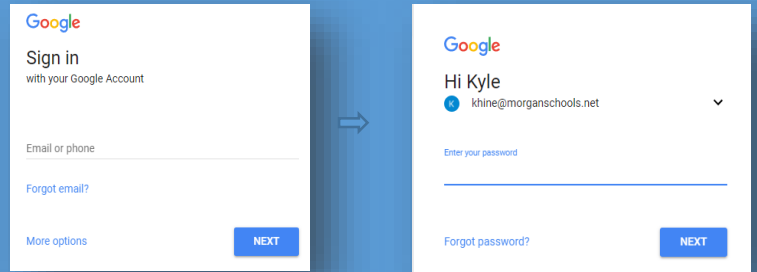 Google
Sign in
with your Google Account
Email or phone
Forgot email?
More options
NEXT
Google
Hi Kyle
K
khine@morganschools.net
Enter your password
Forgot password?
NEXT